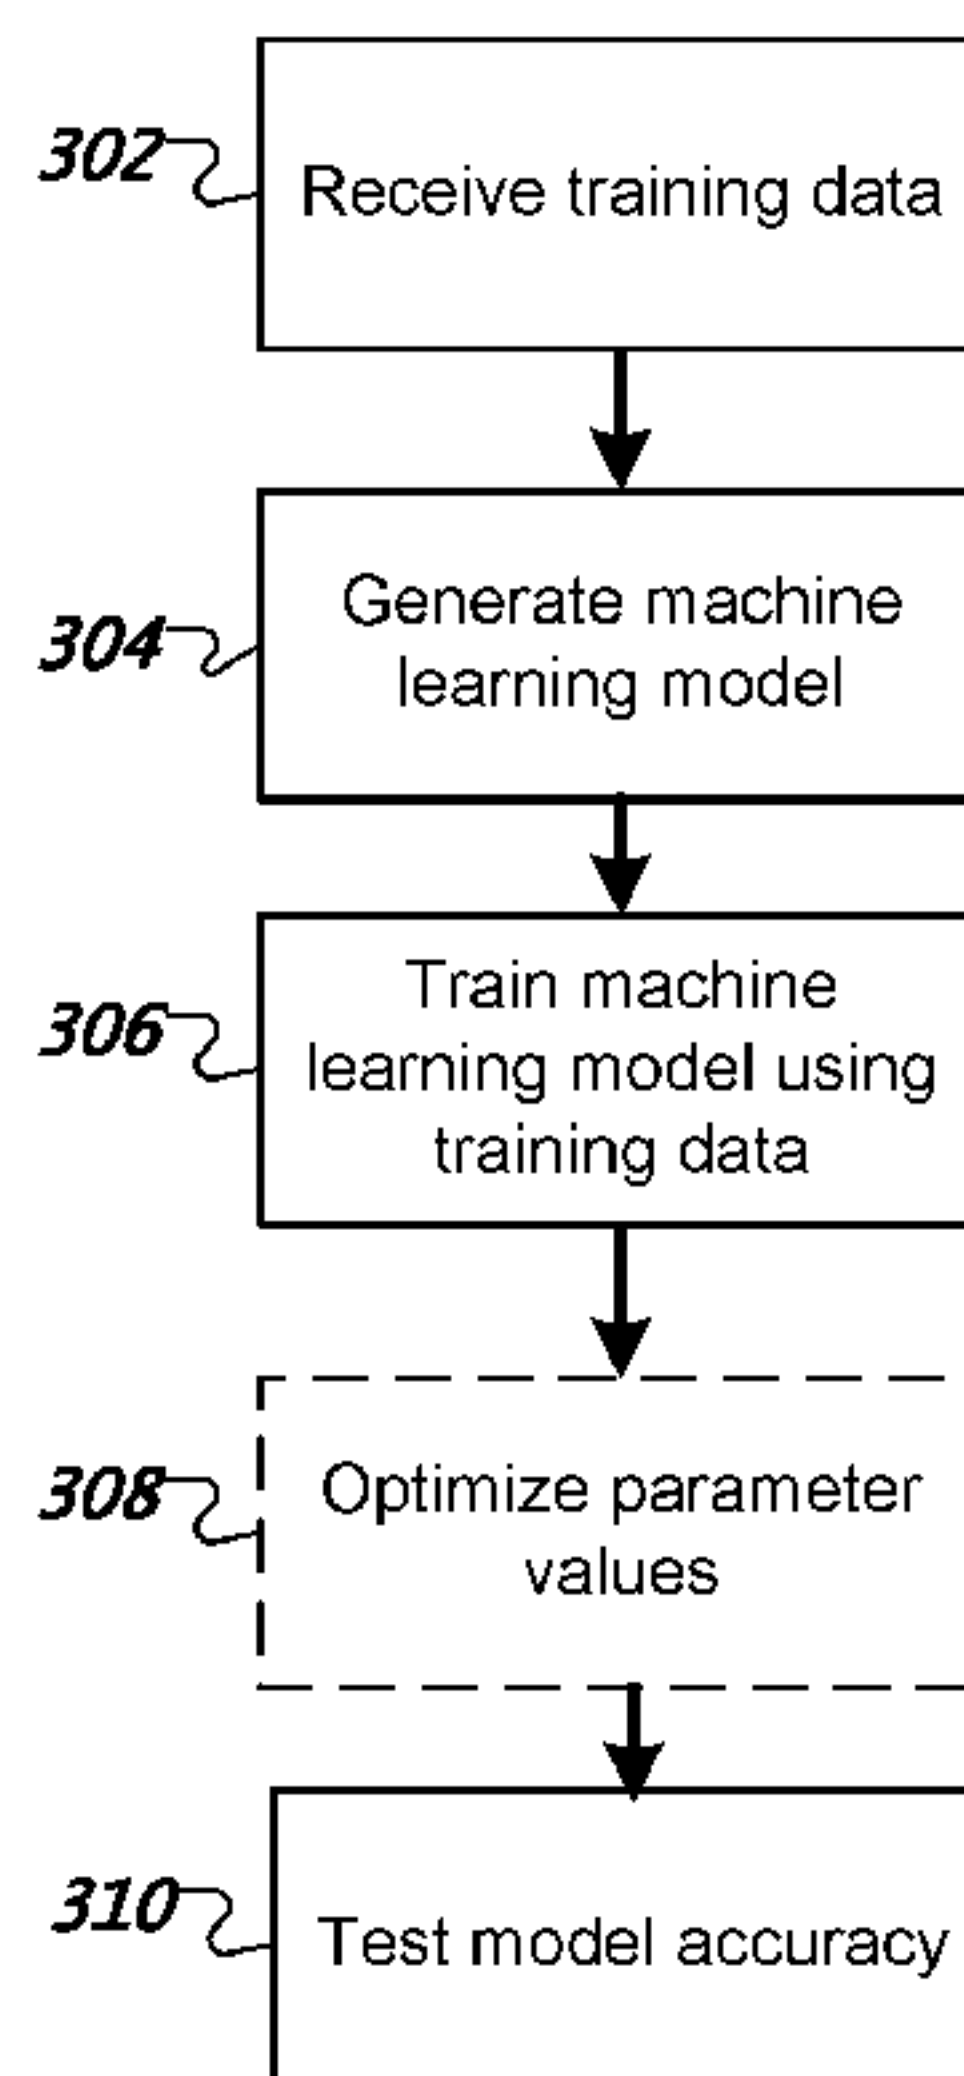 302
Receive training data
304
Generate machine
learning model
306
Train machine
learning model using
training data
308
Optimize parameter
values
310
Test model accuracy